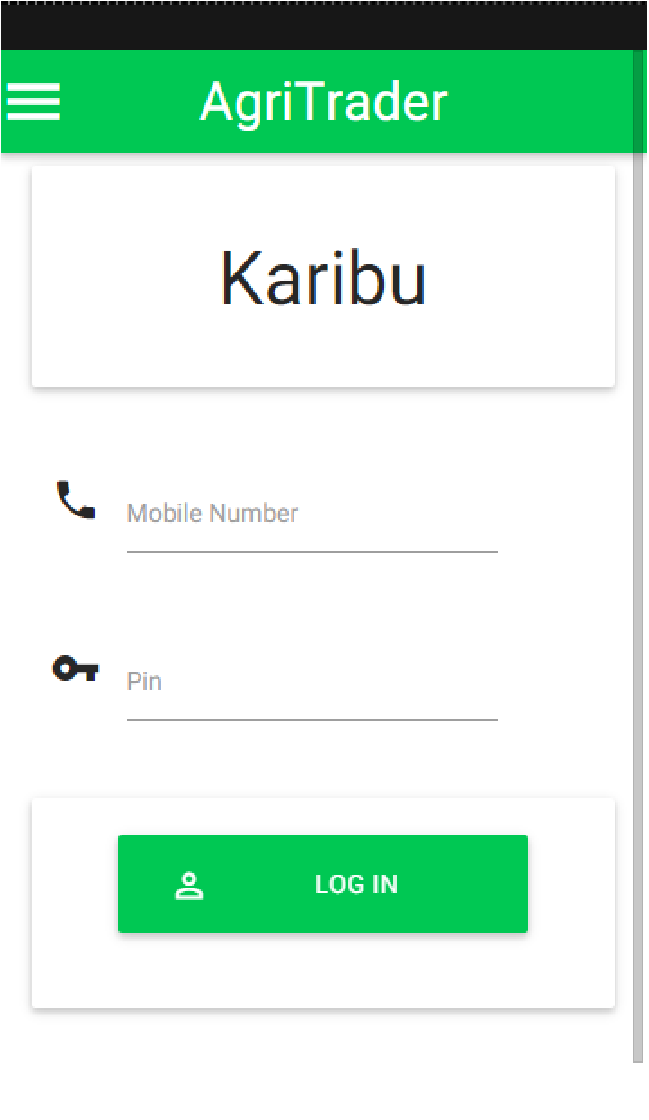 AgriTrader
Karibu
Mobile Number
Pin
LOG IN